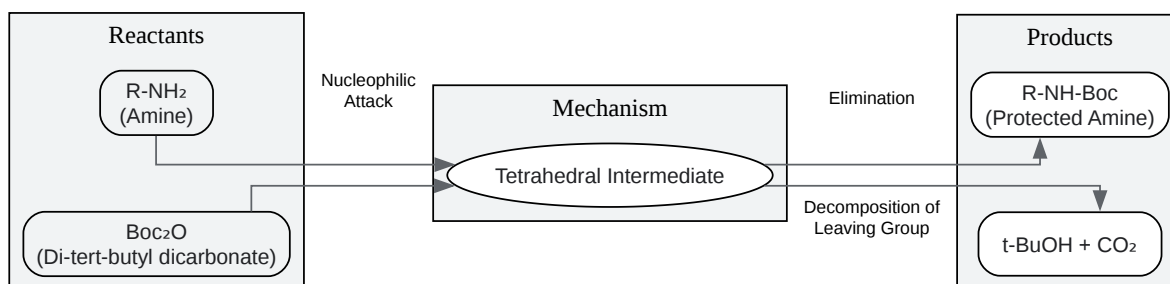 Reactants
R-NH₂
(Amine)
Boc₂O
(Di-tert-butyl dicarbonate)
Nucleophilic
Attack
Mechanism
Tetrahedral Intermediate
Elimination
Decomposition of
Leaving Group
Products
R-NH-Boc
(Protected Amine)
t-BuOH + CO₂